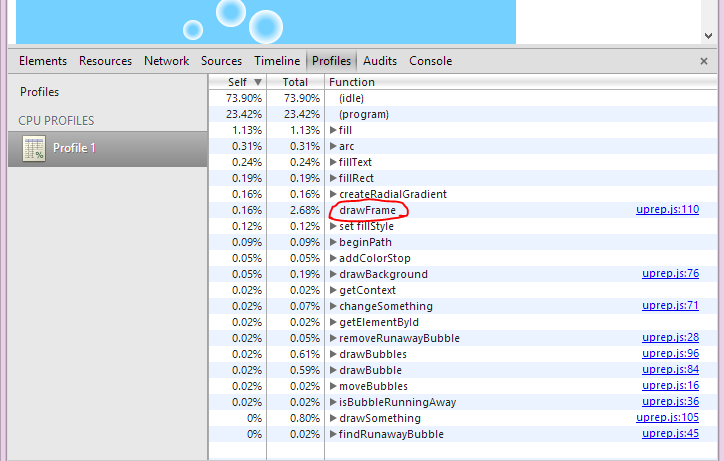 Elements Resources Network Sources Timeline Profiles Audits Console ×
Profiles
CPU PROFILES
Profile 1
Self Total Function
73.90% 73.90% (idle)
23.42% 23.42% (program)
1.13% 1.13% fill
0.31% 0.31% arc
0.24% 0.24% fillText
0.19% 0.19% fillRect
0.16% 0.16% createRadialGradient
0.16% 2.68% drawFrame uprep.js:110
0.12% 0.12% set fillStyle
0.09% 0.09% beginPath
0.05% 0.05% addColorStop
0.05% 0.19% drawBackground uprep.js:76
0.02% 0.02% getContext
0.02% 0.07% changeSomething uprep.js:71
0.02% 0.02% getElementById
0.02% 0.05% removeRunawayBubble uprep.js:28
0.02% 0.61% drawBubbles uprep.js:96
0.02% 0.59% drawBubble uprep.js:84
0.02% 0.02% moveBubbles uprep.js:16
0.02% 0.02% isBubbleRunningAway uprep.js:36
0% 0.80% drawSomething uprep.js:105
0% 0.02% findRunawayBubble uprep.js:45